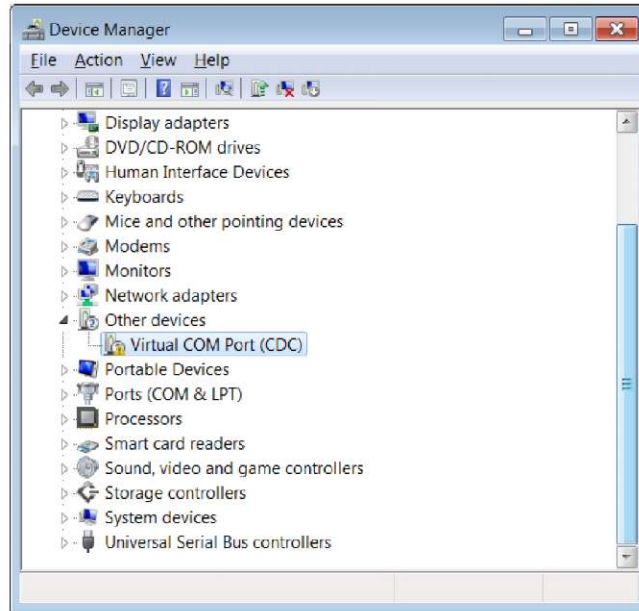 Device Manager
File Action View Help
Display adapters
DVD/CD-ROM drives
Human Interface Devices
Keyboards
Mice and other pointing devices
Modems
Monitors
Network adapters
Other devices
Virtual COM Port (CDC)
Portable Devices
Ports (COM & LPT)
Processors
Smart card readers
Sound, video and game controllers
Storage controllers
System devices
Universal Serial Bus controllers